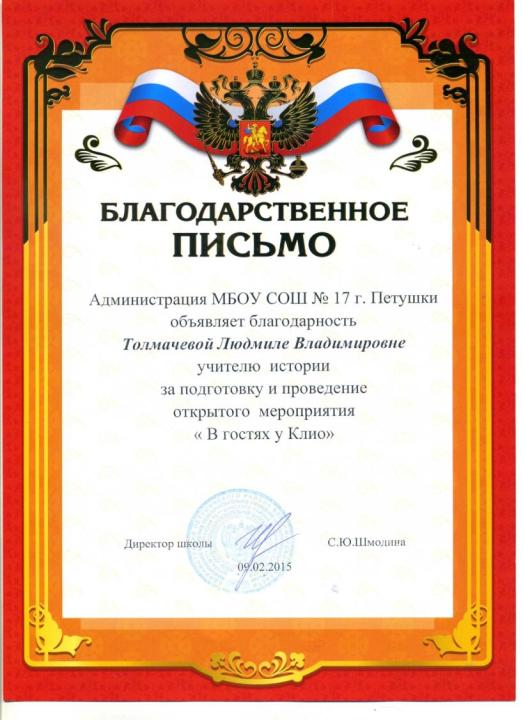 БЛАГОДАРСТВЕННОЕ
ПИСЬМО
Администрация МБОУ СОШ № 17 г. Петушки
объявляет благодарность
Толмачевой Людмиле Владимировне
учителю истории
за подготовку и проведение
открытого мероприятия
« В гостях у Клио»
Директор школы С.Ю.Шмодина
09.02.2015